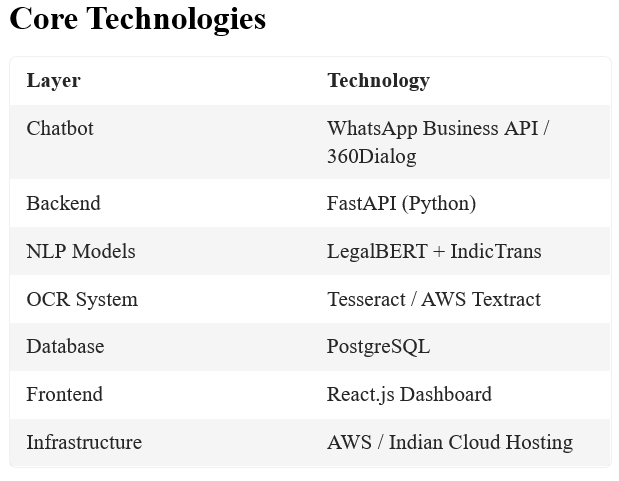 Core Technologies
Layer Technology
Chatbot WhatsApp Business API /
360Dialog
Backend FastAPI (Python)
NLP Models LegalBERT + IndicTrans
OCR System Tesseract / AWS Textract
Database PostgreSQL
Frontend React.js Dashboard
Infrastructure AWS / Indian Cloud Hosting